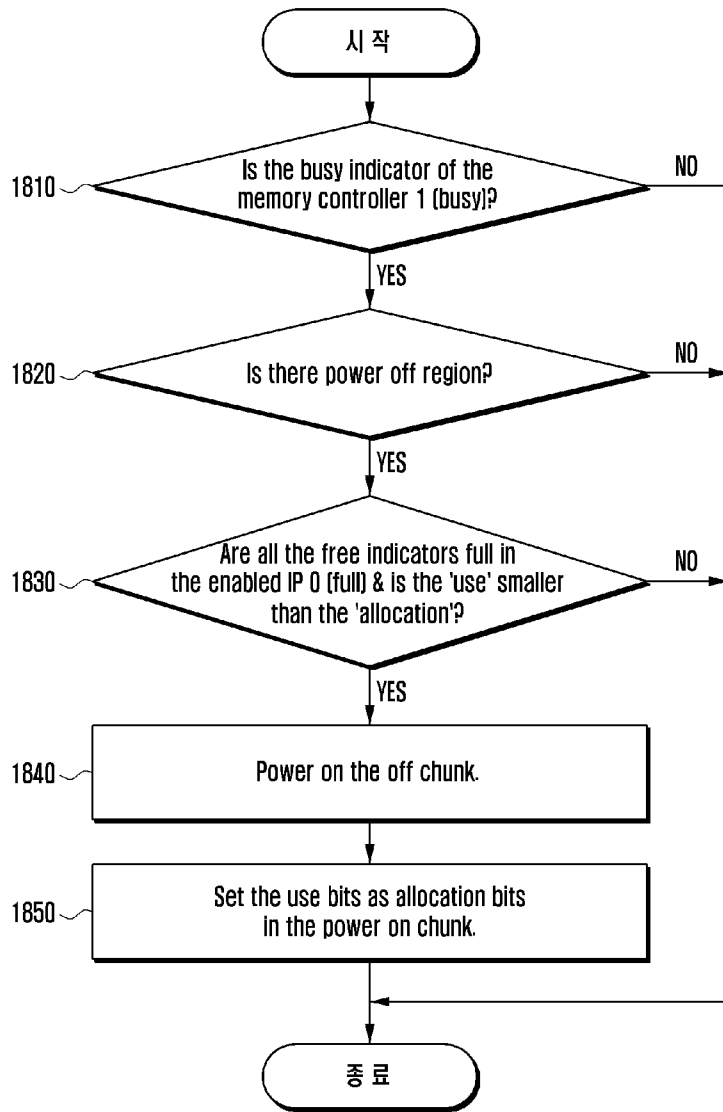 시작
1810
Is the busy indicator of the
memory controller 1 (busy)?
NO
YES
1820
Is there power off region?
NO
YES
1830
Are all the free indicators full in
the enabled IP 0 (full) & is the 'use' smaller
than the 'allocation'?
NO
YES
1840
Power on the off chunk.
1850
Set the use bits as allocation bits
in the power on chunk.
종료